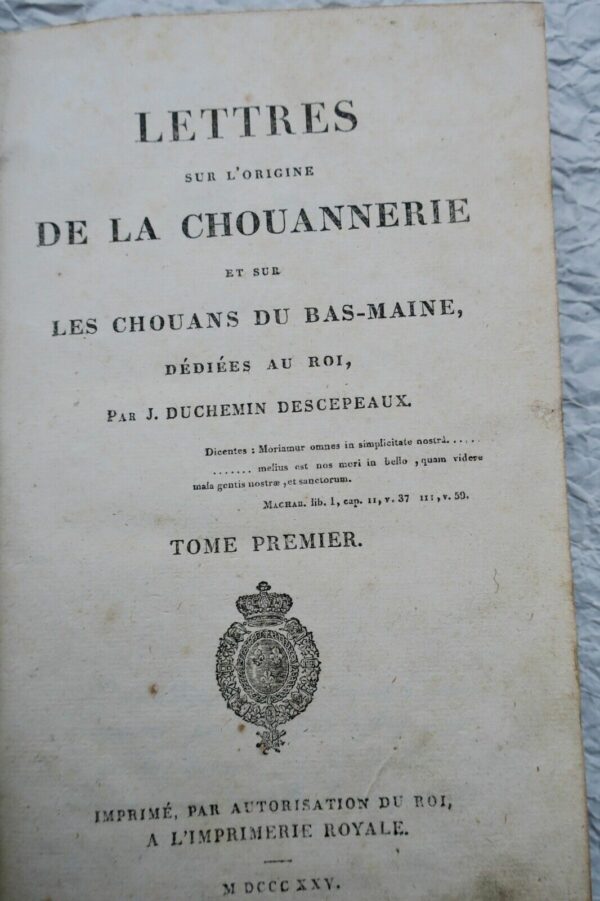 LETTRES
SUR L'ORIGINE
DE LA CHOUANNERIE
ET SUR
LES CHOUANS DU BAS-MAINE,
DÉDIÉES AU ROI,
PAR J. DUCHEMIN DESCEPEAUX.
Dicentes : Moriamur omnes in simplicitate nostrâ.....
....... melius est nos mori in bello, quam videre
mala gentis nostræ, et sanctorum.
MACHAB. lib. I, cap. II, v. 37 III, v. 59.
TOME PREMIER.
IMPRIMÉ, PAR AUTORISATION DU ROI,
A L'IMPRIMERIE ROYALE.
M DCCC XXV.